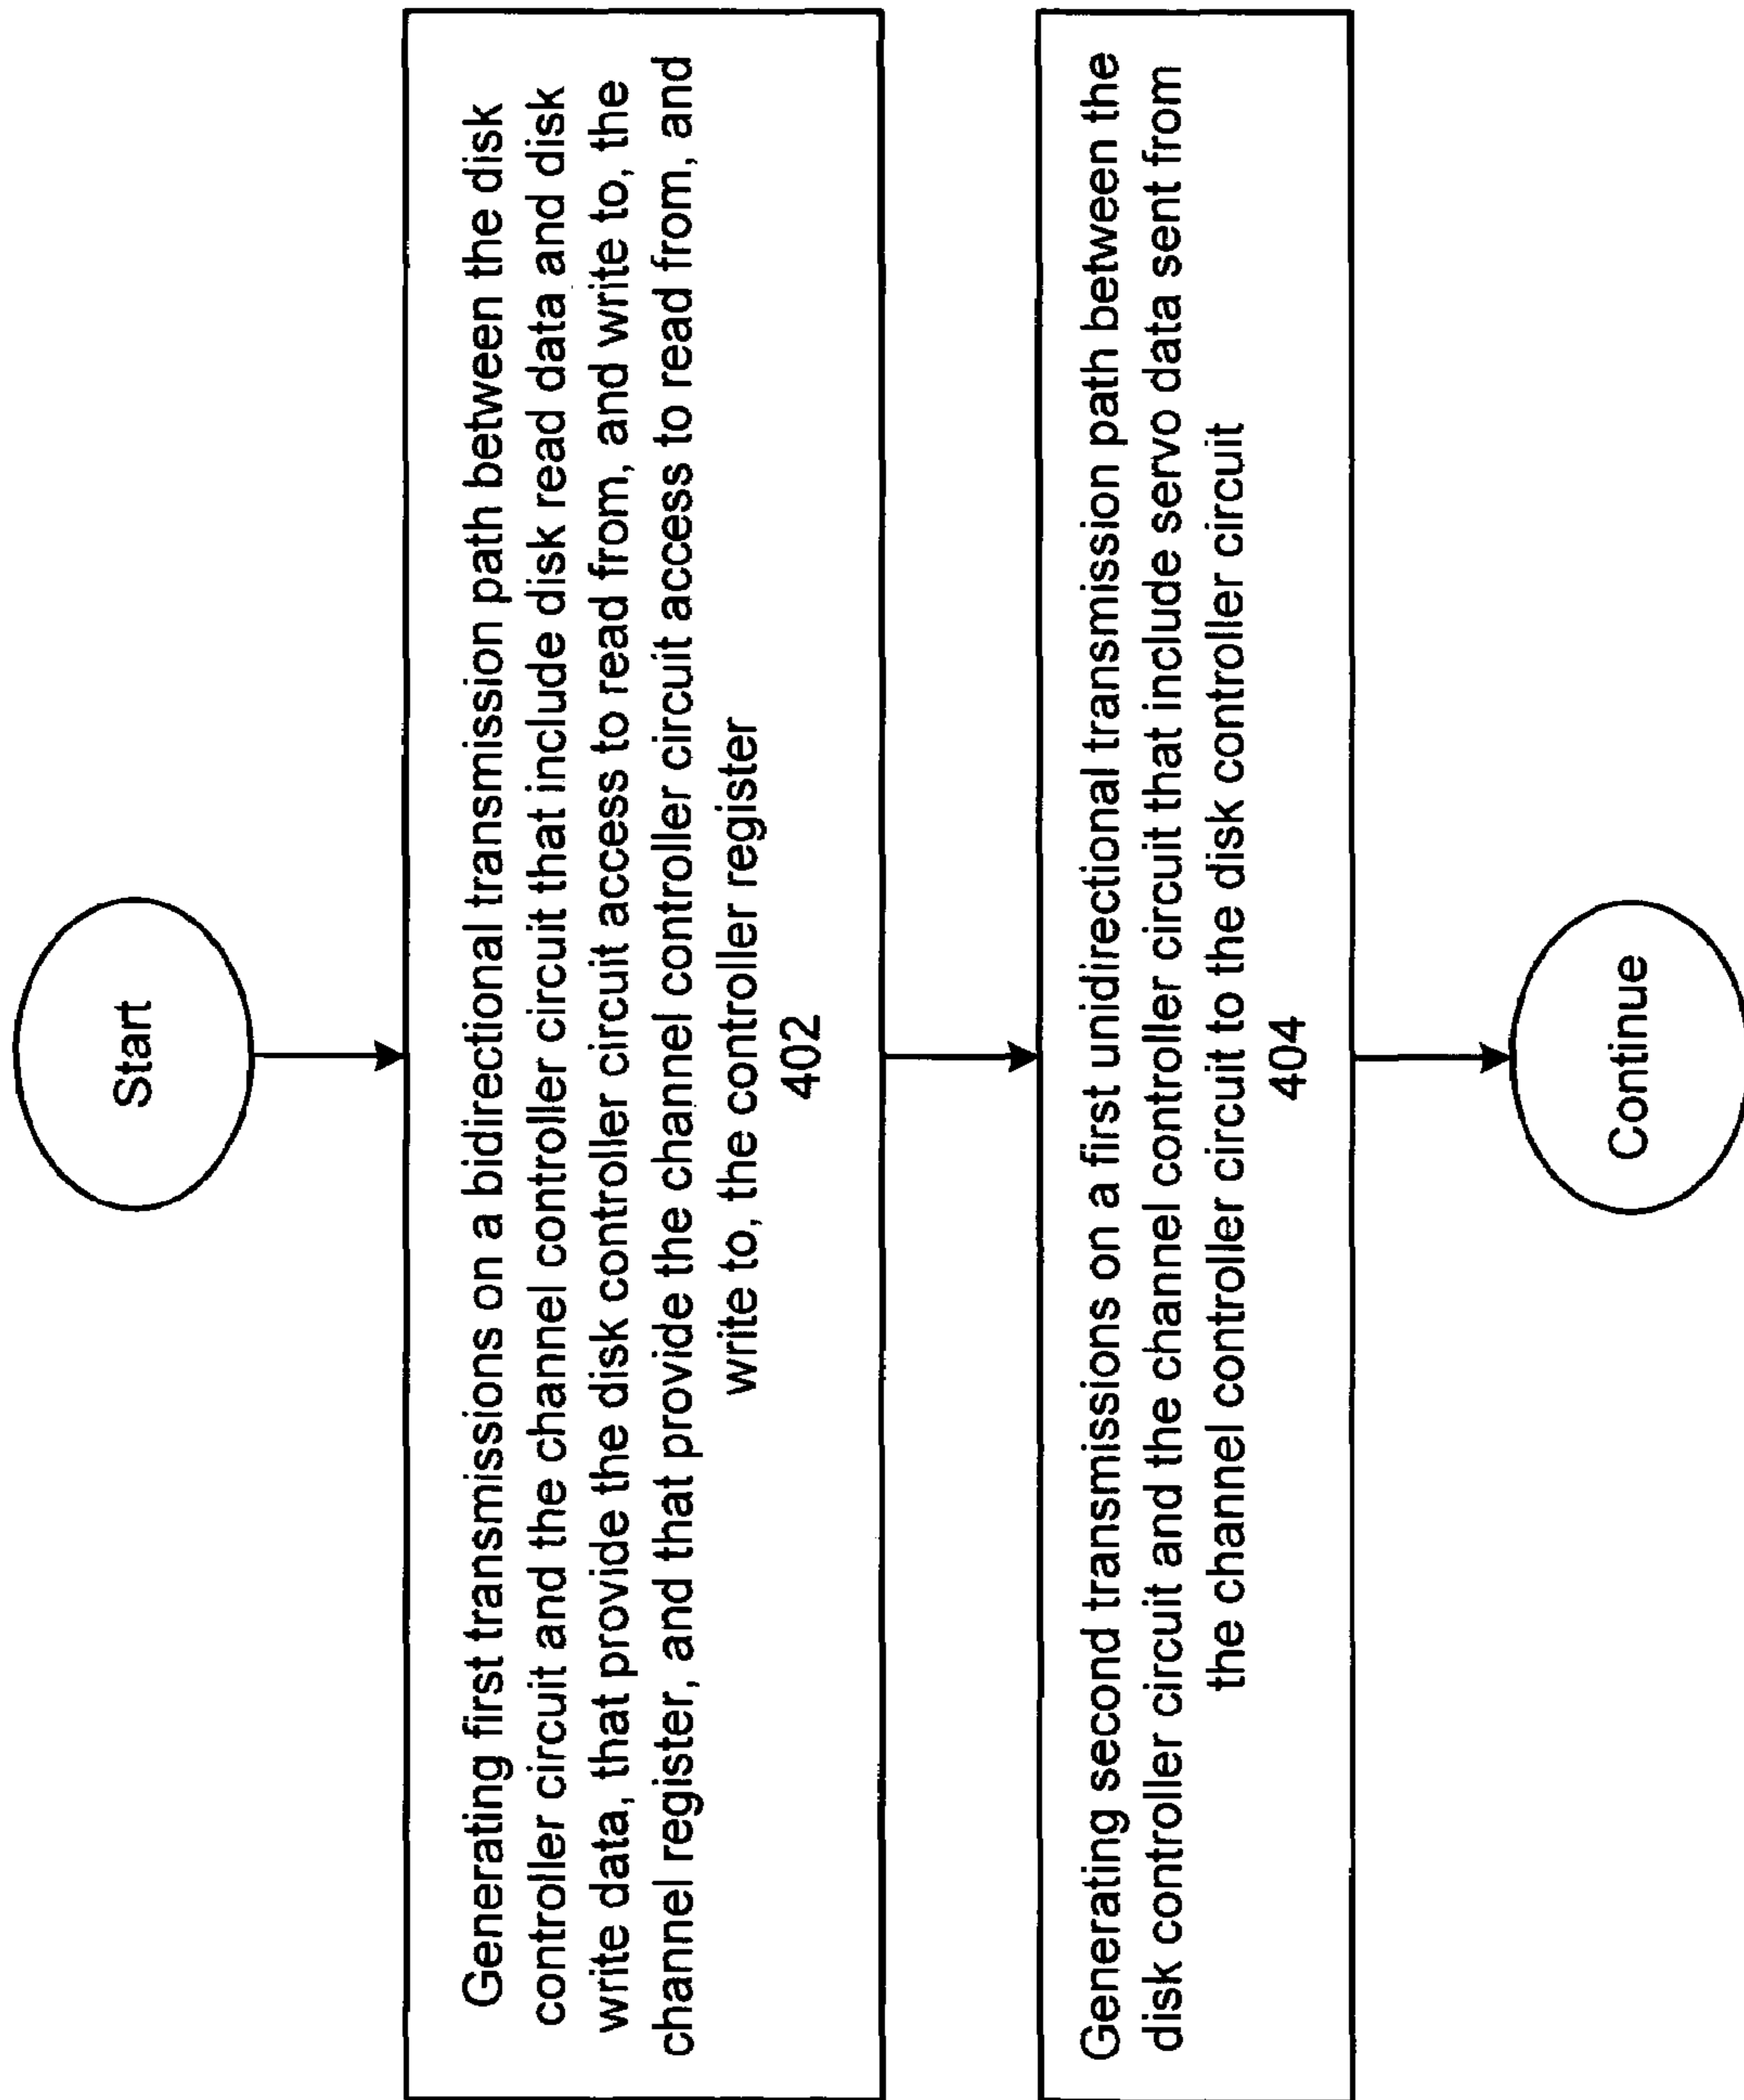 Start
Generating first transmissions on a bidirectional transmission path between the disk
controller circuit and the channel controller circuit that include disk read data and disk
write data, that provide the disk controller circuit access to read from, and write to, the
channel register, and that provide the channel controller circuit access to read from, and
write to, the controller register
402
Generating second transmissions on a first unidirectional transmission path between the
disk controller circuit and the channel controller circuit that include servo data sent from
the channel controller circuit to the disk controller circuit
404
Continue